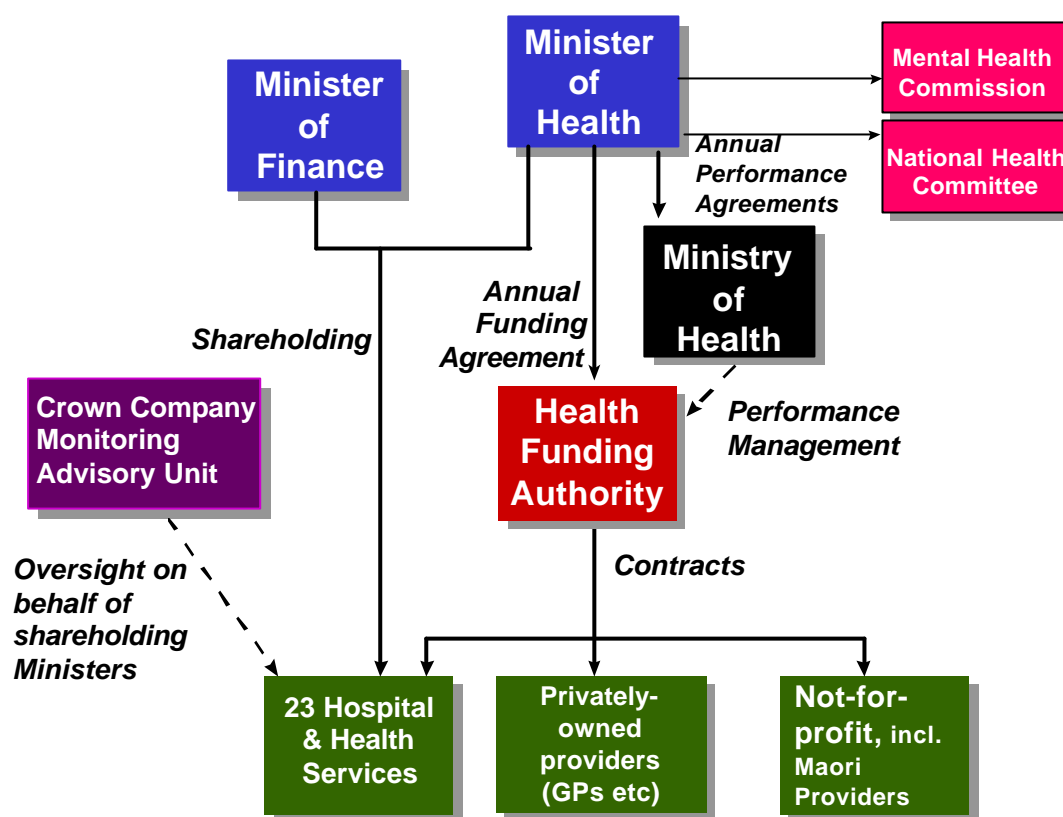 Minister
of
Finance
Minister
of
Health
Mental Health
Commission
National Health
Committee
Annual
Performance
Agreements
Ministry
of
Health
Shareholding
Annual
Funding
Agreement
Crown Company
Monitoring
Advisory Unit
Health
Funding
Authority
Performance
Management
Oversight on
behalf of
shareholding
Ministers
Contracts
23 Hospital
& Health
Services
Privately-
owned
providers
(GPs etc)
Not-for-
profit, incl.
Maori
Providers